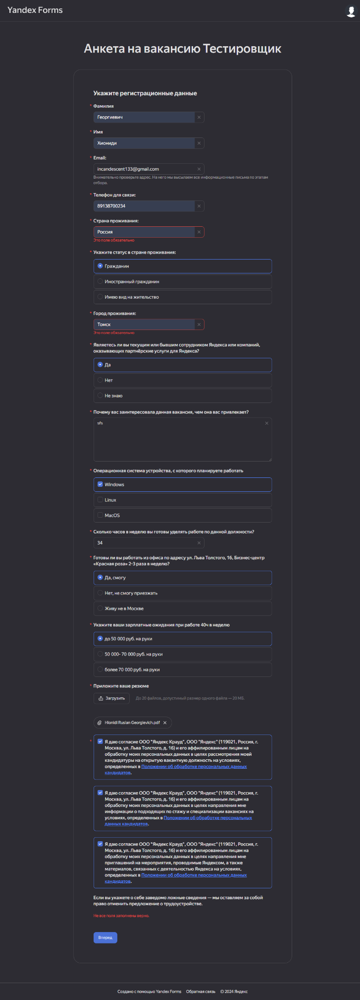 Yandex Forms
Анкета на вакансию Тестировщик
Укажите регистрационные данные
* Фамилия
Георгиевич
* Имя
Хиониди
* Email:
incandescent133@gmail.com
Внимательно проверьте адрес. На него мы высылаем все информационные письма по этапам
отбора.
* Телефон для связи:
89138700234
* Страна проживания:
Россия
Это поле обязательно
* Укажите статус в стране проживания:
Гражданин
Иностранный гражданин
Имею вид на жительство
* Город проживания:
Томск
Это поле обязательно
* Являетесь ли вы текущим или бывшим сотрудником Яндекса или компаний,
оказывающих партнёрские услуги для Яндекса?
Да
Нет
Не знаю
* Почему вас заинтересовала данная вакансия, чем она вас привлекает?
sfs
* Операционная система устройства, с которого планируете работать
Windows
Linux
MacOS
* Сколько часов в неделю вы готовы уделять работе по данной должности?
34
* Готовы ли вы работать из офиса по адресу ул. Льва Толстого, 16, Бизнес-центр
«Красная роза» 2-3 раза в неделю?
Да, смогу
Нет, не смогу приезжать
Живу не в Москве
* Укажите ваши зарплатные ожидания при работе 40ч в неделю
до 50 000 руб. на руки
50 000- 70 000 руб. на руки
более 70 000 руб. на руки
* Приложите ваше резюме
Загрузить До 20 файлов, допустимый размер одного файла — 20 МБ.
Hionidi Ruslan Georgievich.pdf
* Я даю согласие ООО "Яндекс Крауд", ООО "Яндекс" (119021, Россия, г.
Москва, ул. Льва Толстого, д. 16) и его аффилированным лицам на
обработку моих персональных данных в целях рассмотрения моей
кандидатуры на открытую вакантную должность на условиях,
определенных в Положении об обработке персональных данных
кандидатов.
Я даю согласие ООО "Яндекс Крауд", ООО "Яндекс" (119021, Россия, г.
Москва, ул. Льва Толстого, д. 16) и его аффилированным лицам на
обработку моих персональных данных в целях направления мне
информации о подходящих по стажу и специализации вакансиях на
условиях, определенных в Положении об обработке персональных
данных кандидатов.
Я даю согласие ООО "Яндекс Крауд", ООО "Яндекс" (119021, Россия, г.
Москва, ул. Льва Толстого, д. 16) и его аффилированным лицам на
обработку моих персональных данных в целях направления мне
приглашений на мероприятия, проводимые Яндексом, а также
материалов, связанных с деятельностью Яндекса на условиях,
определенных в Положении об обработке персональных данных
кандидатов.
Если вы укажете о себе заведомо ложные сведения — мы оставляем за собой
право отменить предложение о трудоустройстве.
Не все поля заполнены верно.
Вперед
Создано с помощью Yandex Forms Обратная связь © 2024 Яндекс